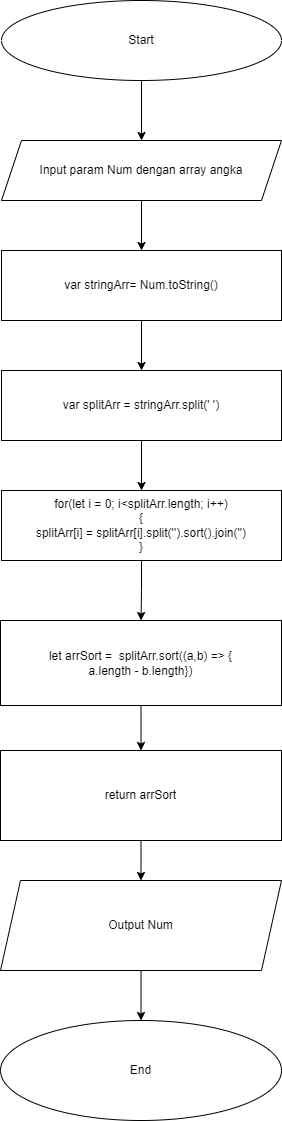 Start
Input param Num dengan array angka
var stringArr= Num.toString()
var splitArr = stringArr.split(' ')
for(let i = 0; i<splitArr.length; i++)
{
splitArr[i] = splitArr[i].split('').sort().join('')
}
let arrSort =  splitArr.sort((a,b) => {
a.length - b.length})
return arrSort
Output Num
End